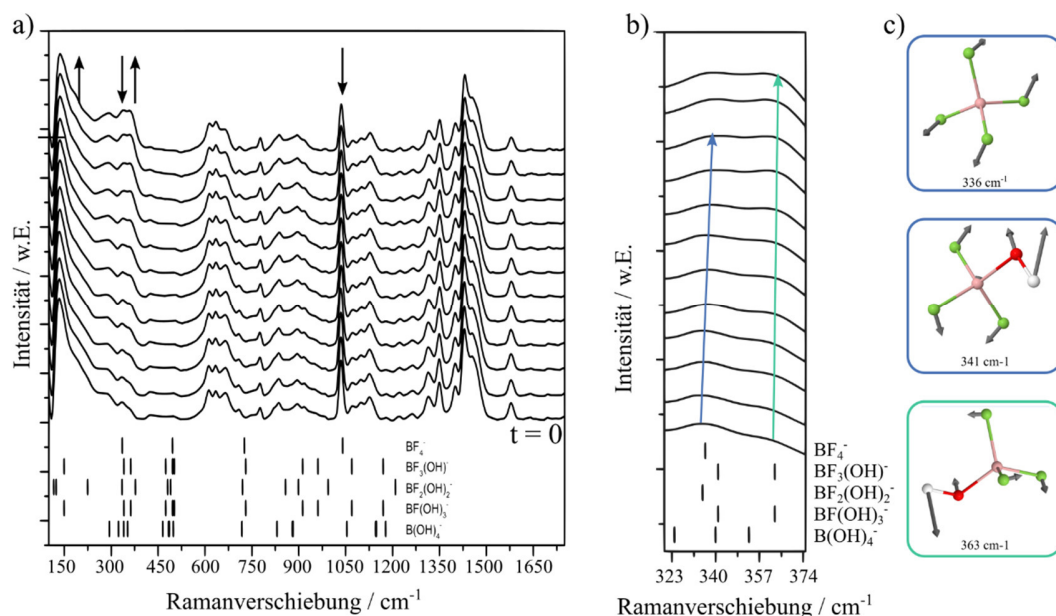 a)
Intensität / w.E.
t = 0
BF₄⁻
BF₃(OH)⁻
BF₂(OH)₂⁻
BF(OH)₃⁻
B(OH)₄⁻
150 300 450 600 750 900 1050 1200 1350 1500 1650
Ramanverschiebung / cm⁻¹
b)
Intensität / w.E.
BF₄⁻
BF₃(OH)⁻
BF₂(OH)₂⁻
BF(OH)₃⁻
B(OH)₄⁻
323 340 357 374
Ramanverschiebung / cm⁻¹
c)
336 cm⁻¹
341 cm-1
363 cm-1